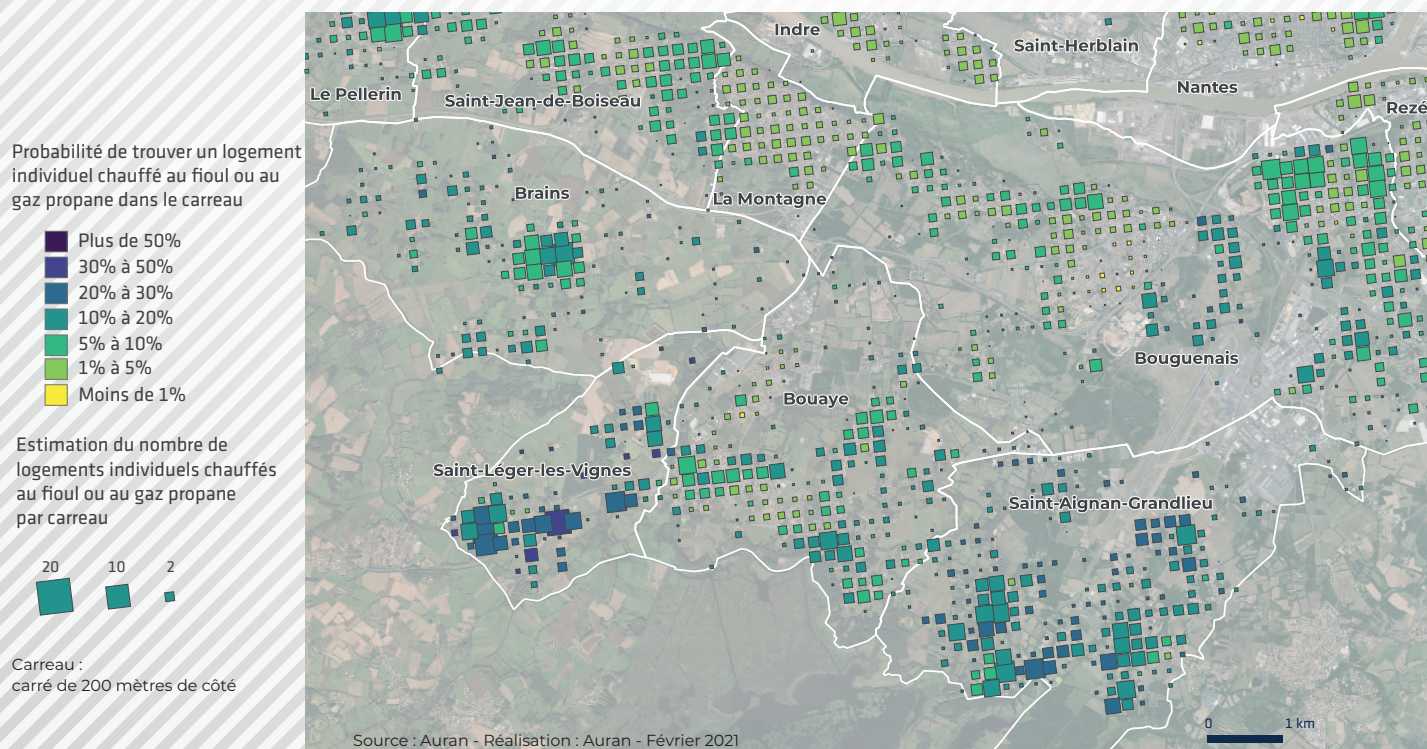 Probabilité de trouver un logement
individuel chauffé au fioul ou au
gaz propane dans le carreau
Plus de 50%
30% à 50%
20% à 30%
10% à 20%
5% à 10%
1% à 5%
Moins de 1%
Estimation du nombre de
logements individuels chauffés
au fioul ou au gaz propane
par carreau
20 10 2
Carreau :
carré de 200 mètres de côté
Indre
Saint-Herblain
Nantes
Le Pellerin
Saint-Jean-de-Boiseau
Rezé
Brains
La Montagne
Bouguenais
Bouaye
Saint-Léger-les-Vignes
Saint-Aignan-Grandlieu
0 1 km
Source : Auran - Réalisation : Auran - Février 2021